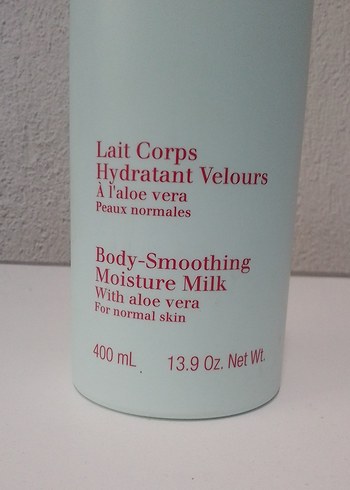 Lait Corps
Hydratant Velours
À l'aloe vera
Peaux normales
Body-Smoothing
Moisture Milk
With aloe vera
For normal skin
400 mL 13.9 Oz. Net Wt.